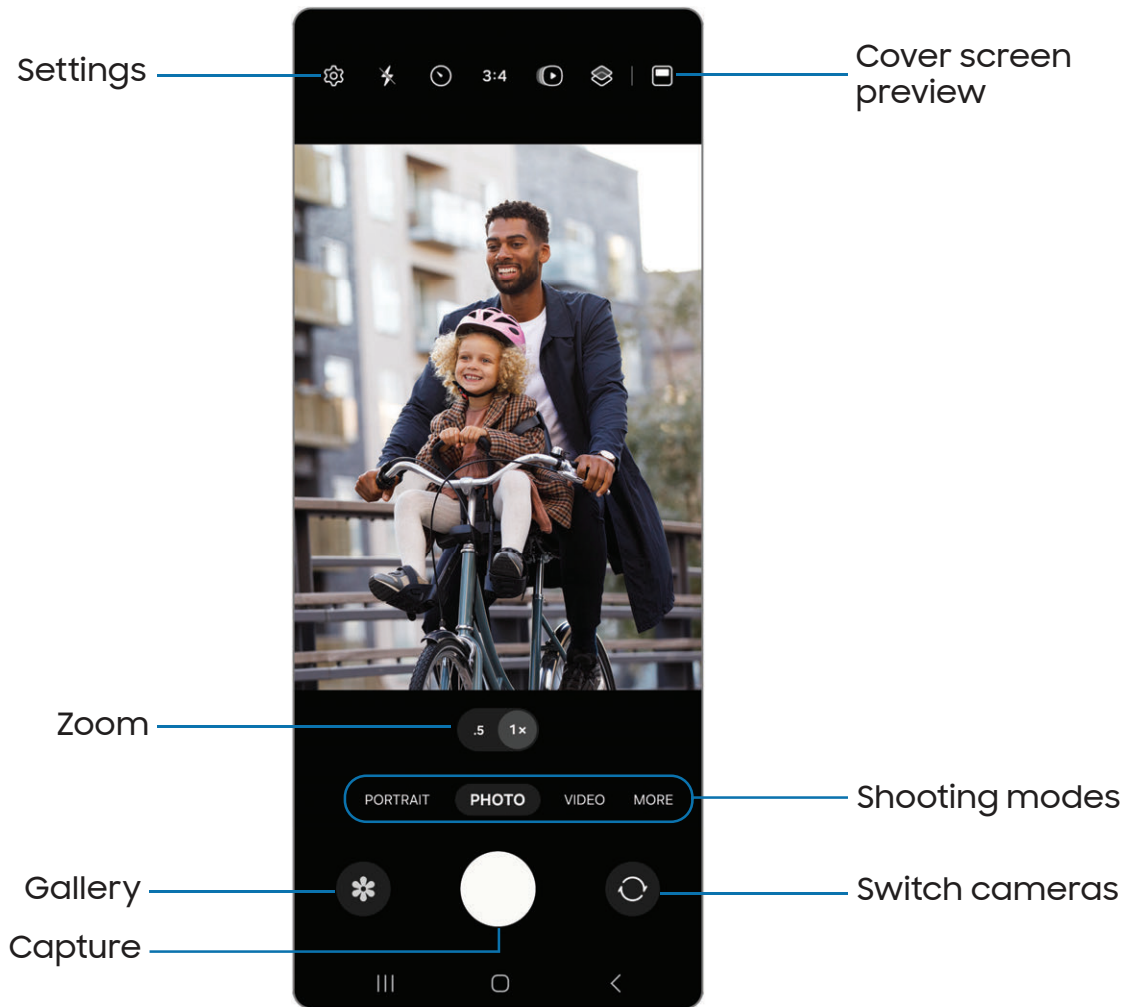 Settings
3:4
Cover screen
preview
Zoom
.5 1×
PORTRAIT PHOTO VIDEO MORE
Shooting modes
Gallery
Switch cameras
Capture